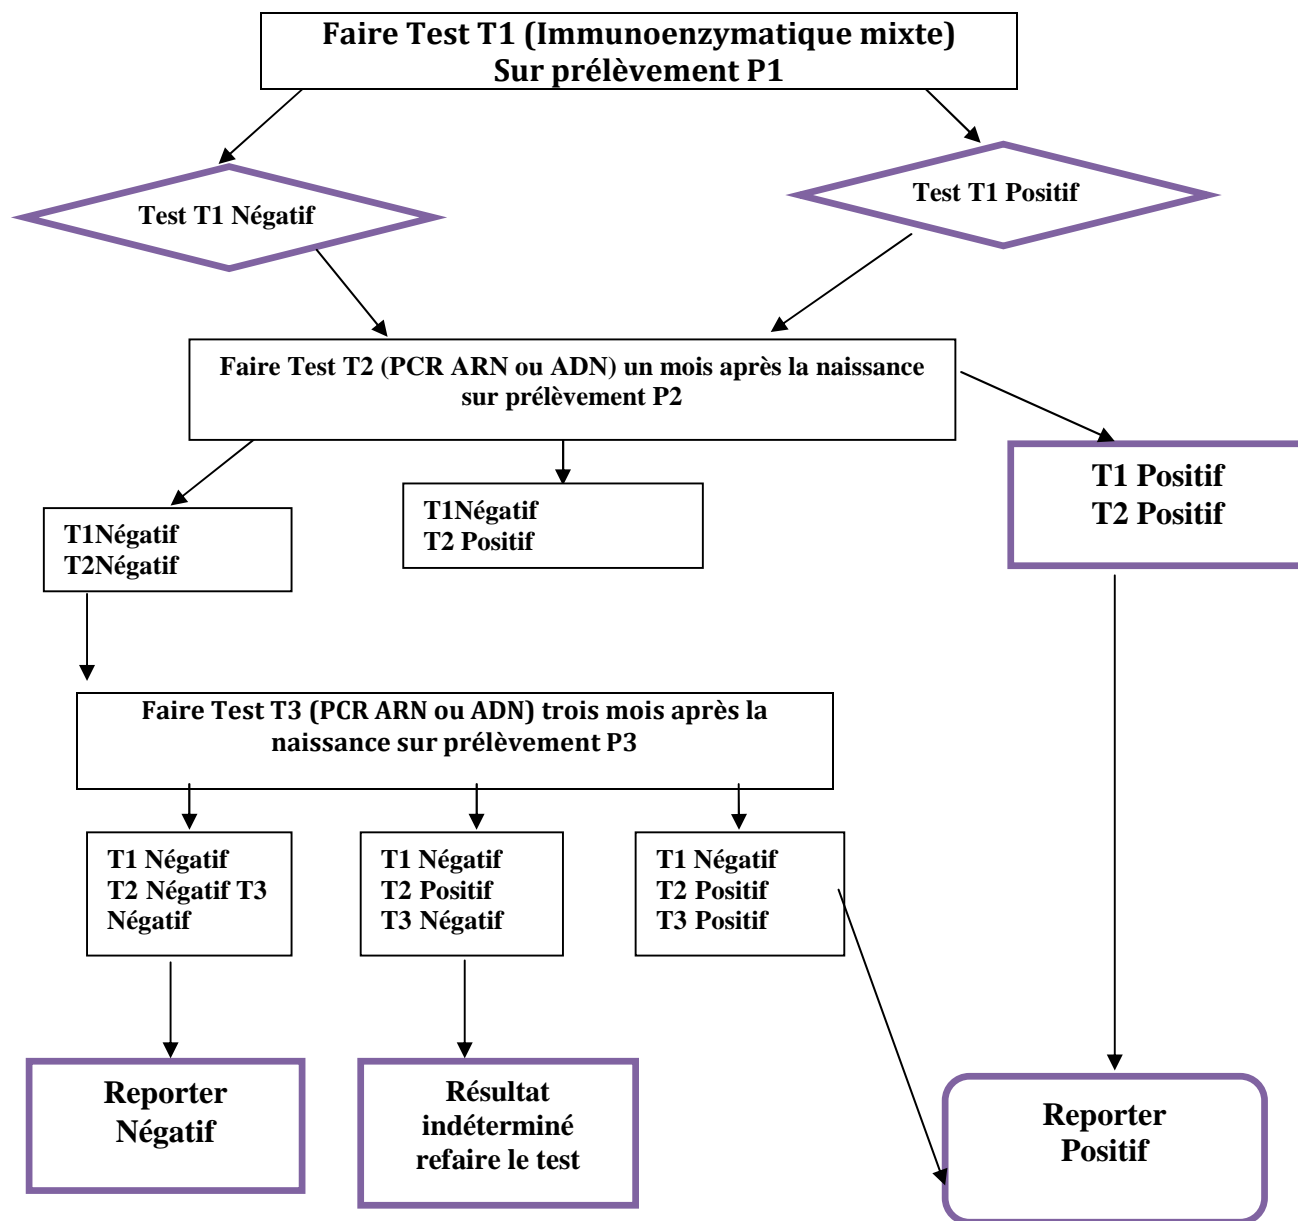 Faire Test T1 (Immunoenzymatique mixte)
Sur prélèvement P1
Test T1 Négatif
Test T1 Positif
Faire Test T2 (PCR ARN ou ADN) un mois après la naissance
sur prélèvement P2
T1 Positif
T2 Positif
T1Négatif
T2 Positif
T1Négatif
T2Négatif
Faire Test T3 (PCR ARN ou ADN) trois mois après la
naissance sur prélèvement P3
T1 Négatif
T2 Négatif T3
Négatif
T1 Négatif
T2 Positif
T3 Négatif
T1 Négatif
T2 Positif
T3 Positif
Reporter
Négatif
Résultat
indéterminé
refaire le test
Reporter
Positif